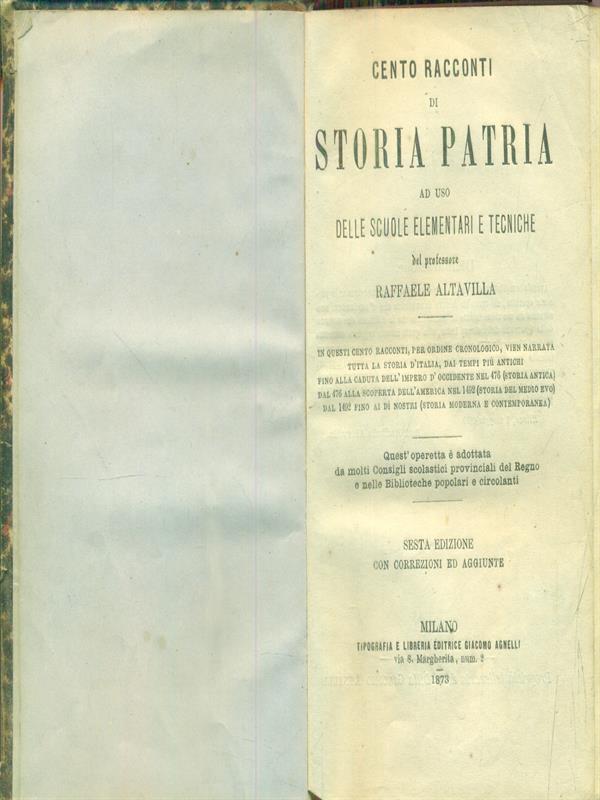 CENTO RACCONTI
DI
STORIA PATRIA
AD USO
DELLE SCUOLE ELEMENTARI E TECNICHE
del professore
RAFFAELE ALTAVILLA
IN QUESTI CENTO RACCONTI, PER ORDINE CRONOLOGICO, VIEN NARRATA
TUTTA LA STORIA D'ITALIA, DAI TEMPI PIÙ ANTICHI
FINO ALLA CADUTA DELL'IMPERO D'OCCIDENTE NEL 476 (STORIA ANTICA)
DAL 476 ALLA SCOPERTA DELL'AMERICA NEL 1492 (STORIA DEL MEDIO EVO)
DAL 1492 FINO AI DÌ NOSTRI (STORIA MODERNA E CONTEMPORANEA)
Quest'operetta è adottata
da molti Consigli scolastici provinciali del Regno
e nelle Biblioteche popolari e circolanti
SESTA EDIZIONE
CON CORREZIONI ED AGGIUNTE
MILANO
TIPOGRAFIA E LIBRERIA EDITRICE GIACOMO AGNELLI
via S. Margherita, num. 2
1873